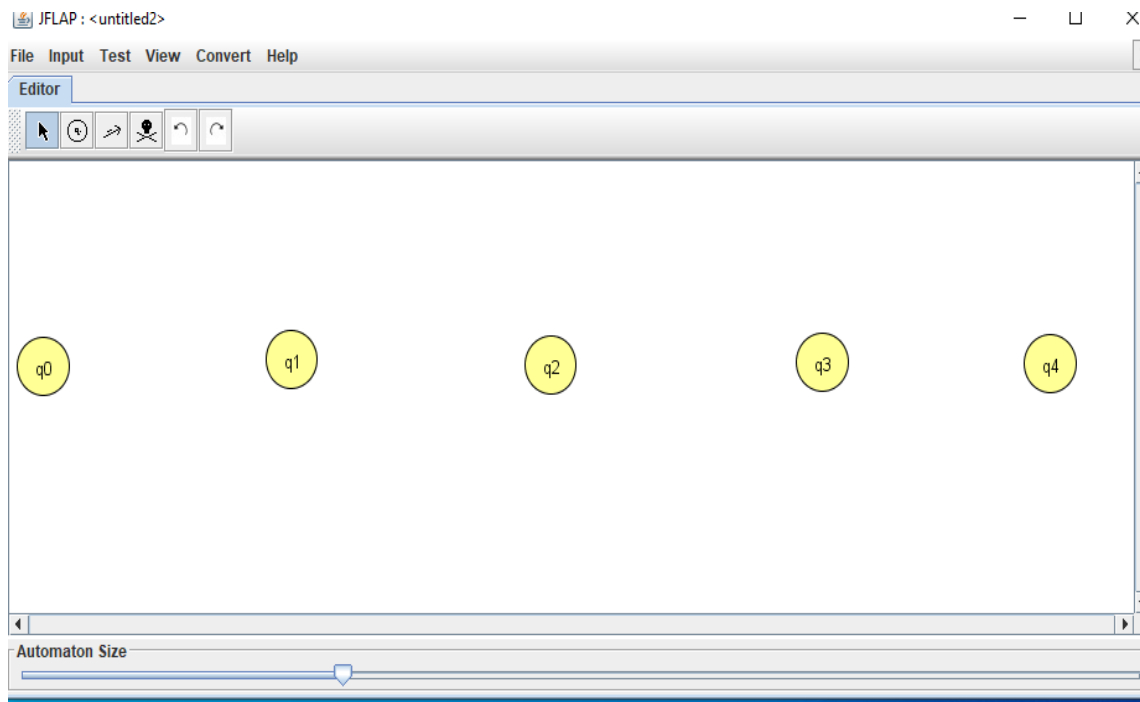 JFLAP : <untitled2>
File Input Test View Convert Help
Editor
q0 q1 q2 q3 q4
Automaton Size